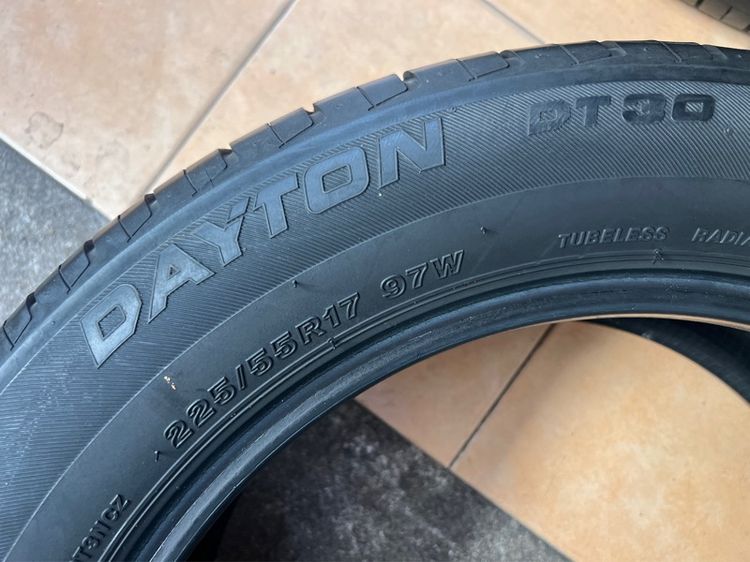 DAYTON
DT30
225/55R17 97W
TUBELESS